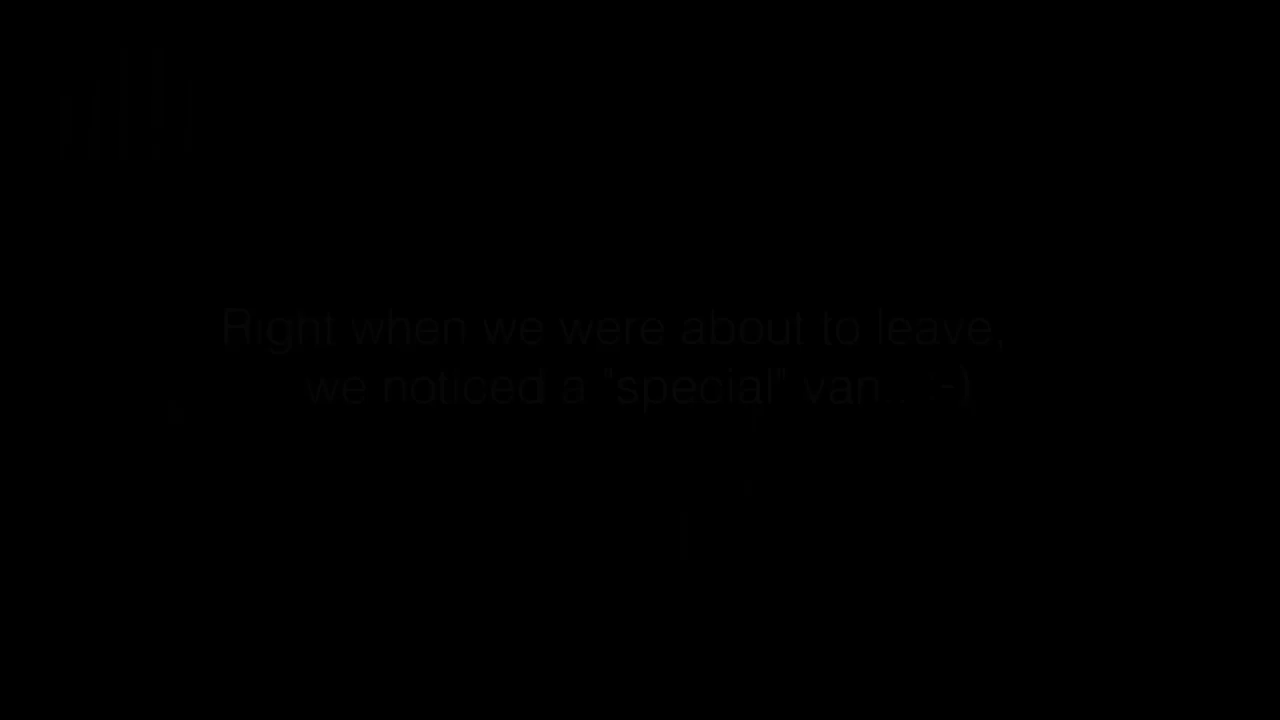 Right when we were about to leave,
we noticed a "special" van . :-)